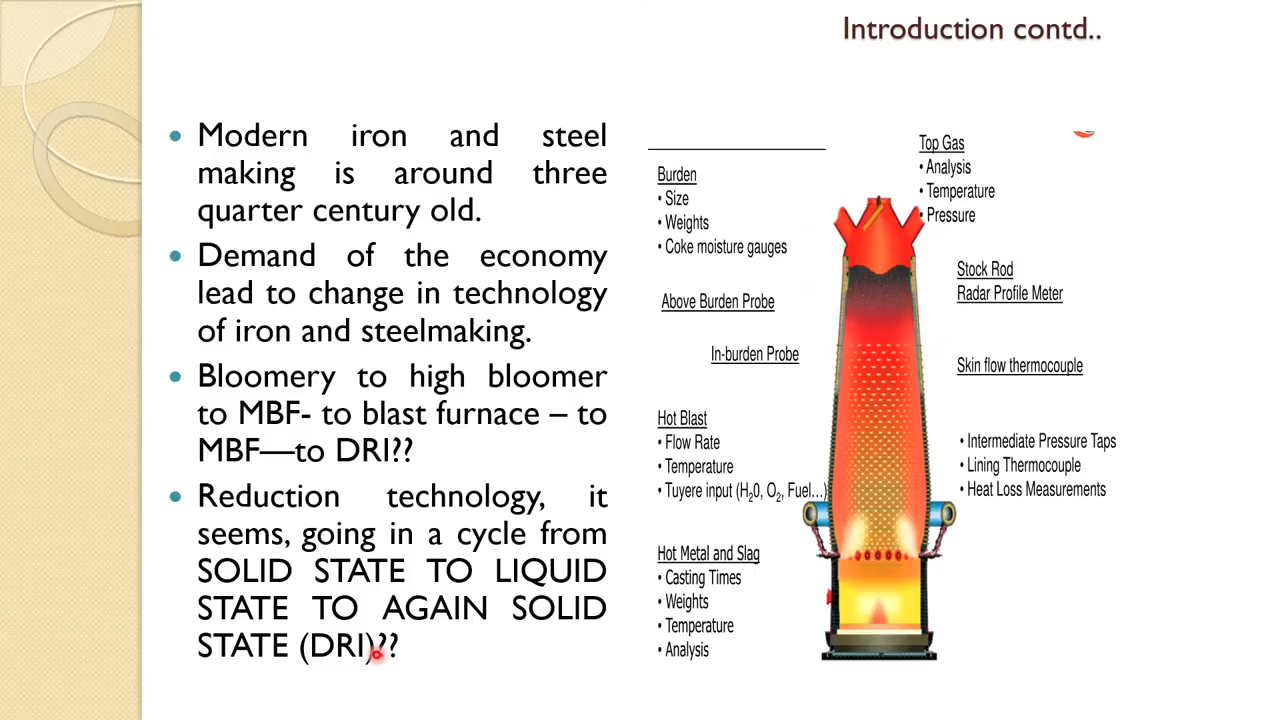 Introduction contd..
• Modern iron and steel
making is around three
quarter century old.
• Demand of the economy
lead to change in technology
of iron and steelmaking.
• Bloomery to high bloomer
to MBF- to blast furnace – to
MBF—to DRI??
• Reduction technology, it
seems, going in a cycle from
SOLID STATE TO LIQUID
STATE TO AGAIN SOLID
STATE (DRI)??
Burden
• Size
• Weights
• Coke moisture gauges
Above Burden Probe
In-burden Probe
Hot Blast
• Flow Rate
• Temperature
• Tuyere input (H₂0, O₂, Fuel…)
Hot Metal and Slag
• Casting Times
• Weights
• Temperature
• Analysis
Top Gas
• Analysis
• Temperature
• Pressure
Stock Rod
Radar Profile Meter
Skin flow thermocouple
• Intermediate Pressure Taps
• Lining Thermocouple
• Heat Loss Measurements